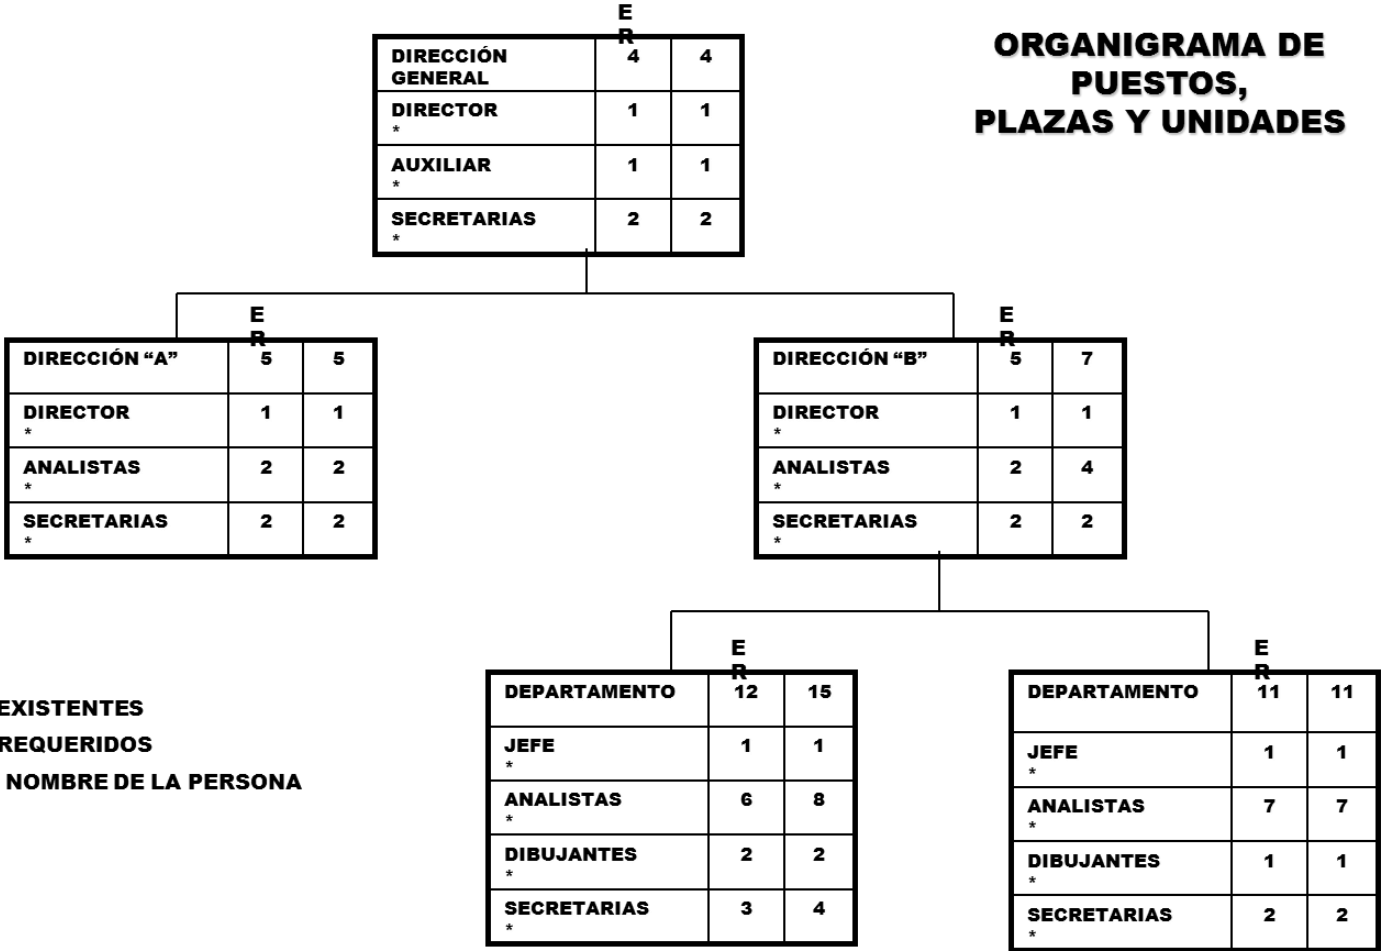 ORGANIGRAMA DE
PUESTOS,
PLAZAS Y UNIDADES
E
R
DIRECCIÓN GENERAL 4 4
DIRECTOR 1 1
*
AUXILIAR 1 1
*
SECRETARIAS 2 2
*
E
R
DIRECCIÓN “A” 5 5
DIRECTOR 1 1
*
ANALISTAS 2 2
*
SECRETARIAS 2 2
*
E
R
DIRECCIÓN “B” 5 7
DIRECTOR 1 1
*
ANALISTAS 2 4
*
SECRETARIAS 2 2
*
E
R
DEPARTAMENTO 12 15
JEFE 1 1
*
ANALISTAS 6 8
*
DIBUJANTES 2 2
*
SECRETARIAS 3 4
*
E
R
DEPARTAMENTO 11 11
JEFE 1 1
*
ANALISTAS 7 7
*
DIBUJANTES 1 1
*
SECRETARIAS 2 2
*
EXISTENTES
REQUERIDOS
NOMBRE DE LA PERSONA